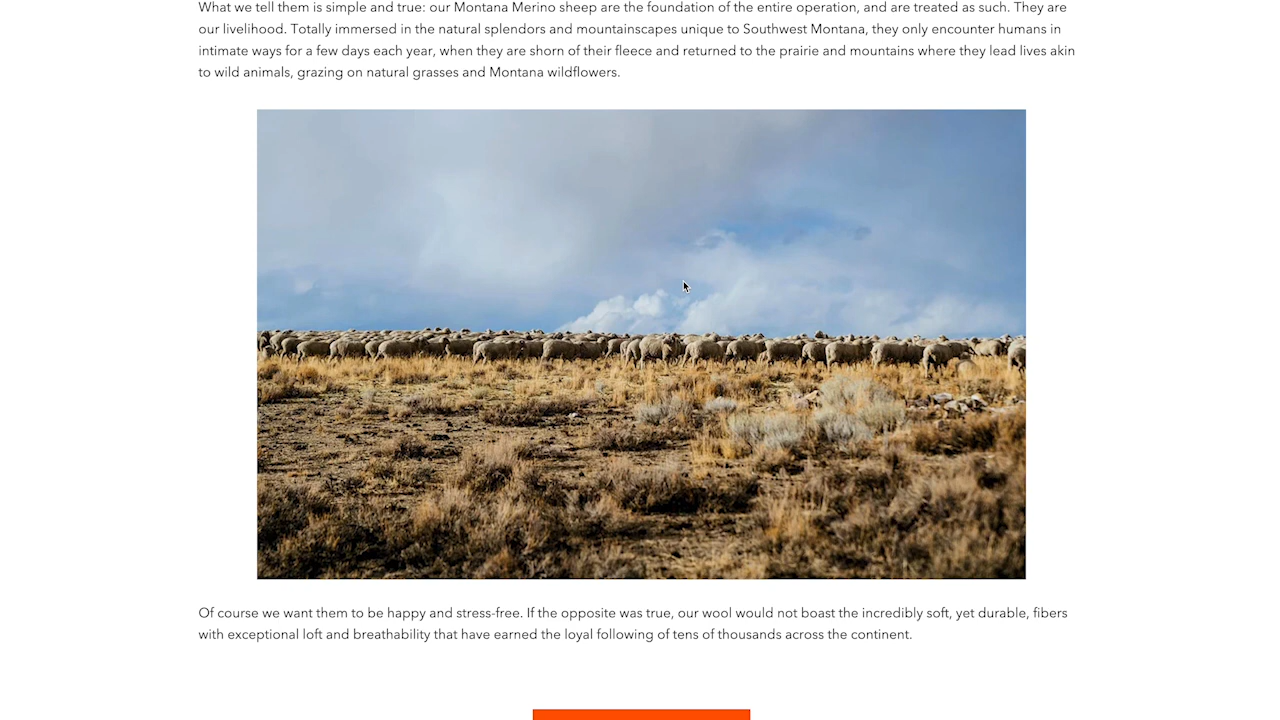 What we tell them is simple and true: our Montana Merino sheep are the foundation of the entire operation, and are treated as such. They are
our livelihood. Totally immersed in the natural splendors and mountainscapes unique to Southwest Montana, they only encounter humans in
intimate ways for a few days each year, when they are shorn of their fleece and returned to the prairie and mountains where they lead lives akin
to wild animals, grazing on natural grasses and Montana wildflowers.
Of course we want them to be happy and stress-free. If the opposite was true, our wool would not boast the incredibly soft, yet durable, fibers
with exceptional loft and breathability that have earned the loyal following of tens of thousands across the continent.